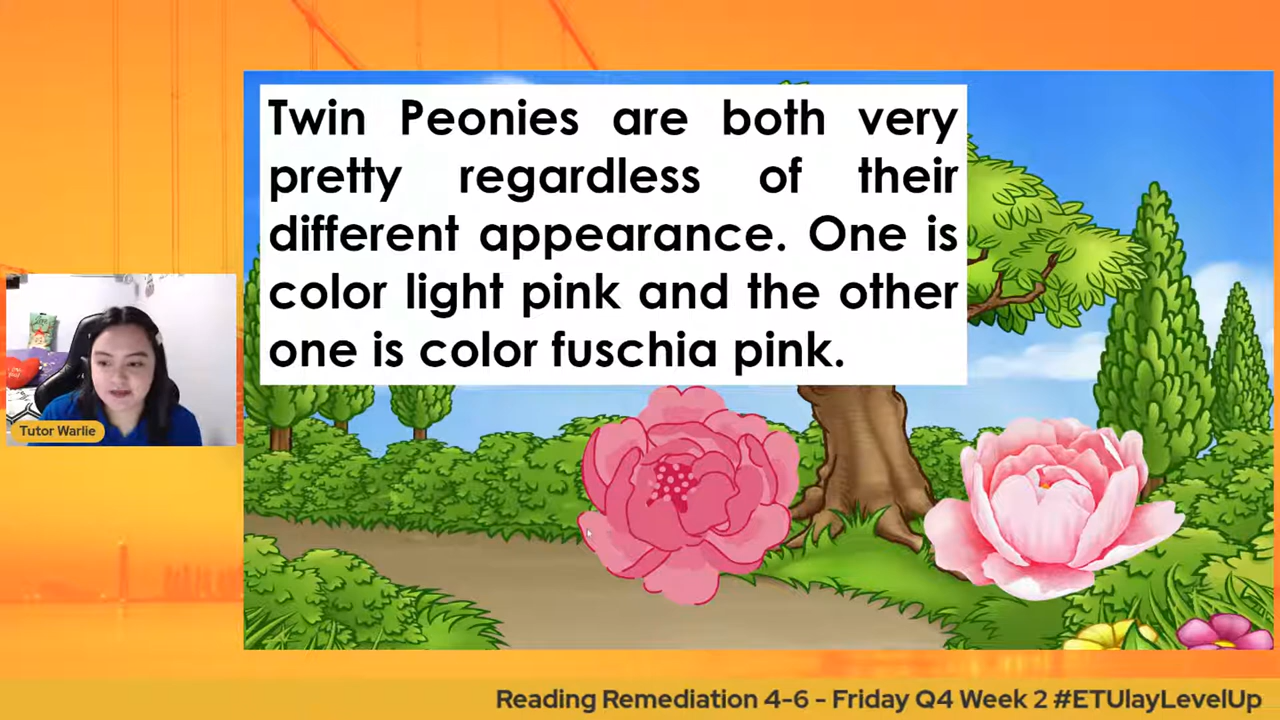 Twin Peonies are both very
pretty regardless of their
different appearance. One is
color light pink and the other
one is color fuschia pink.
Tutor Warlie
Reading Remediation 4-6 - Friday Q4 Week 2 #ETUlayLevelUp